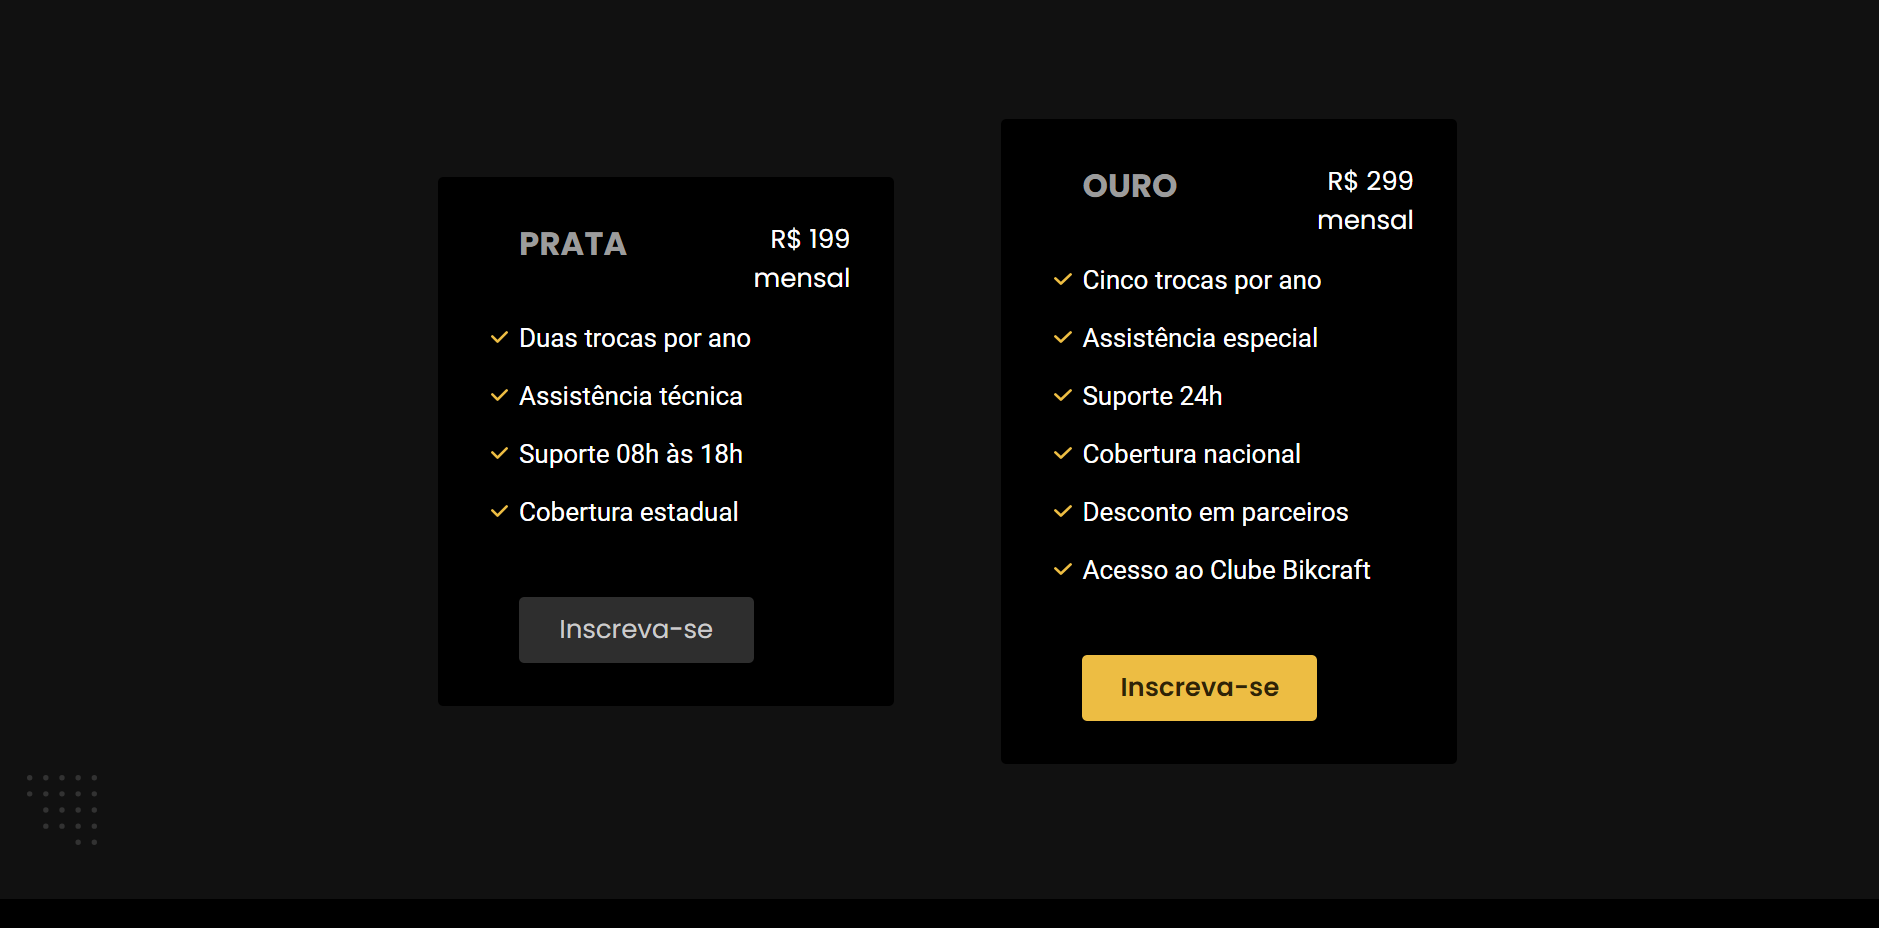 PRATA
R$ 199
mensal
Duas trocas por ano
Assistência técnica
Suporte 08h às 18h
Cobertura estadual
Inscreva-se
OURO
R$ 299
mensal
Cinco trocas por ano
Assistência especial
Suporte 24h
Cobertura nacional
Desconto em parceiros
Acesso ao Clube Bikcraft
Inscreva-se